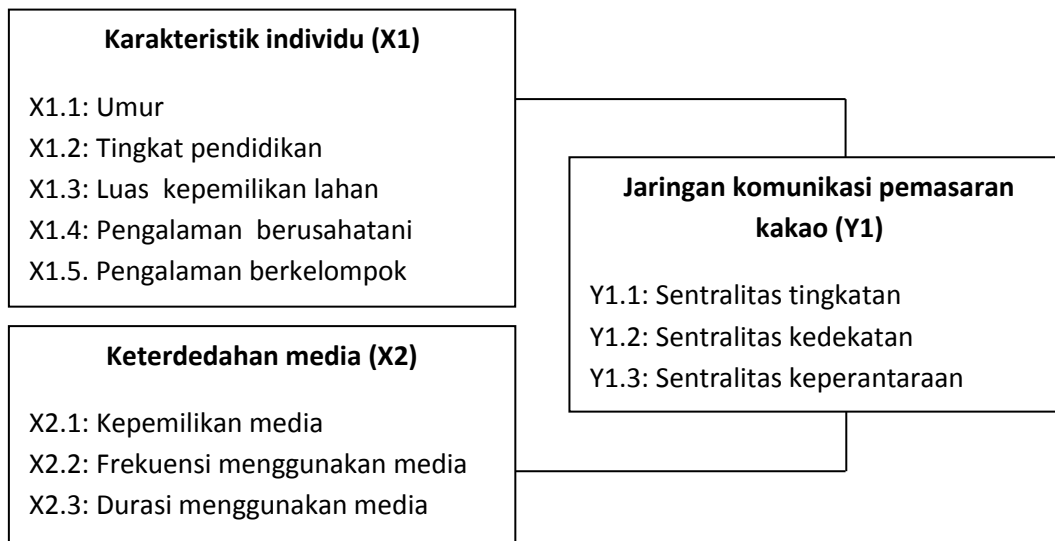 Karakteristik individu (X1)
X1.1: Umur
X1.2: Tingkat pendidikan
X1.3: Luas kepemilikan lahan
X1.4: Pengalaman berusahatani
X1.5. Pengalaman berkelompok
Keterdedahan media (X2)
X2.1: Kepemilikan media
X2.2: Frekuensi menggunakan media
X2.3: Durasi menggunakan media
Jaringan komunikasi pemasaran
kakao (Y1)
Y1.1: Sentralitas tingkatan
Y1.2: Sentralitas kedekatan
Y1.3: Sentralitas keperantaraan